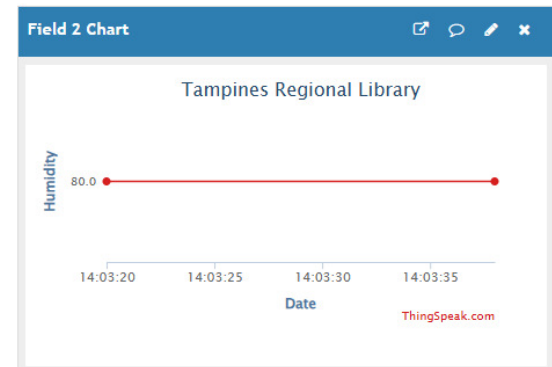 Field 2 Chart
Tampines Regional Library
Humidity
80.0
14:03:20 14:03:25 14:03:30 14:03:35
Date
ThingSpeak.com